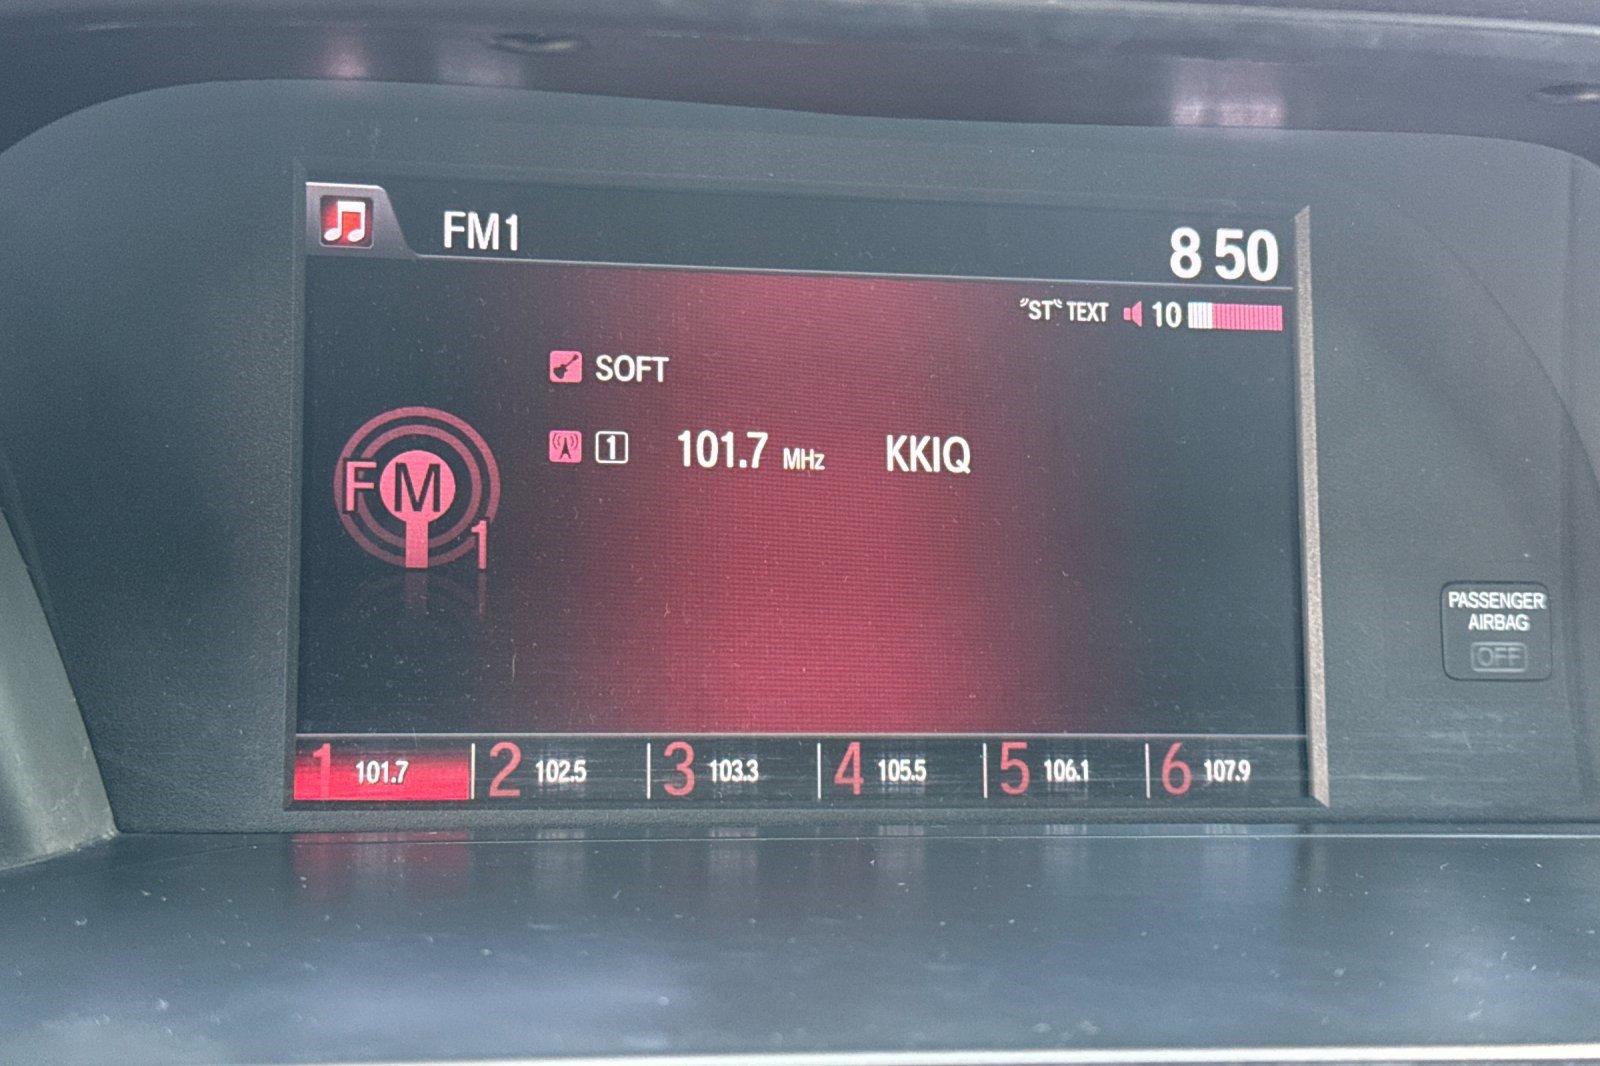 FM1
8 50
"ST" TEXT 10
SOFT
1 101.7 MHz KKIQ
FM
1
1 101.7 2 102.5 3 103.3 4 105.5 5 106.1 6 107.9
PASSENGER
AIRBAG
OFF